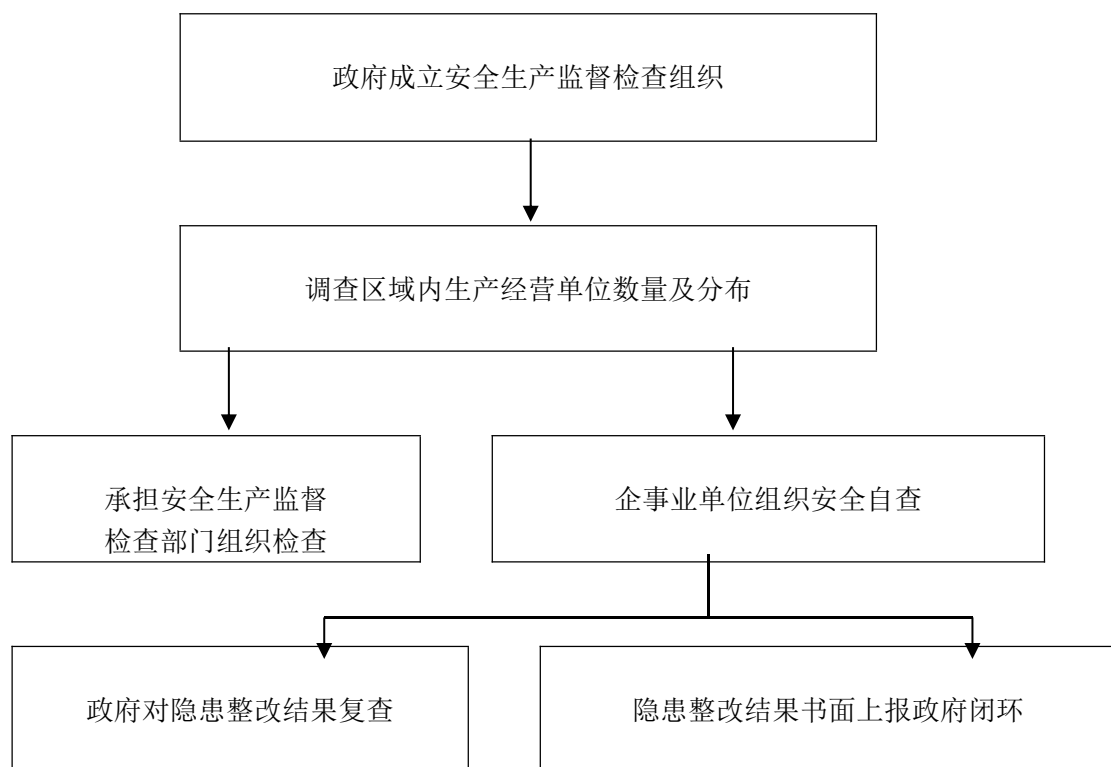 政府成立安全生产监督检查组织
调查区域内生产经营单位数量及分布
承担安全生产监督
检查部门组织检查
企事业单位组织安全自查
政府对隐患整改结果复查
隐患整改结果书面上报政府闭环